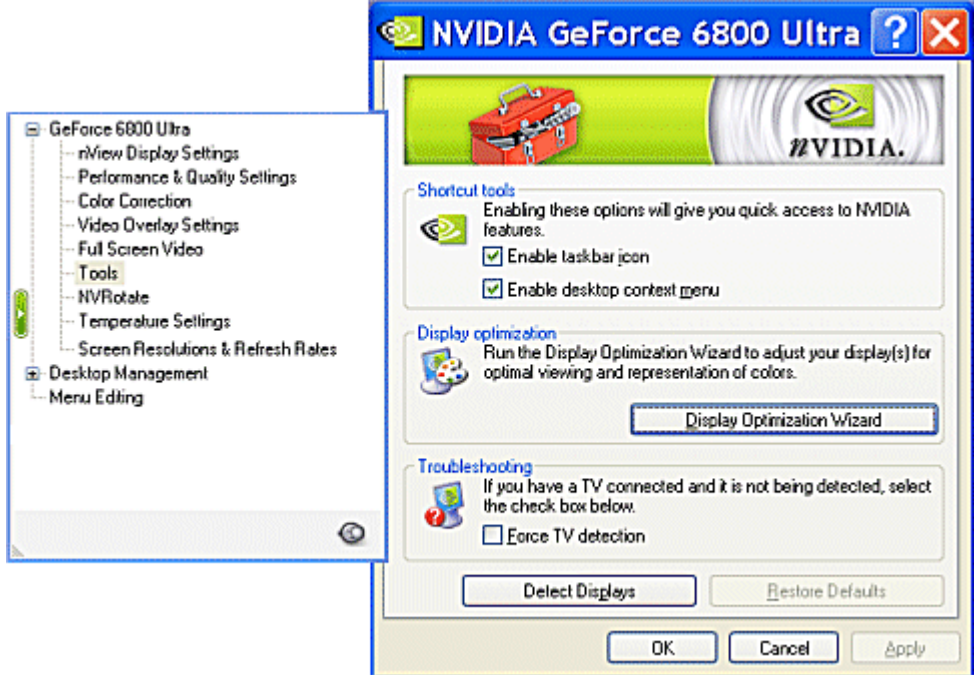 NVIDIA GeForce 6800 Ultra
nVIDIA.
GeForce 6800 Ultra
nView Display Settings
Performance & Quality Settings
Color Correction
Video Overlay Settings
Full Screen Video
Tools
NVRotate
Temperature Settings
Screen Resolutions & Refresh Rates
Desktop Management
Menu Editing
Shortcut tools
Enabling these options will give you quick access to NVIDIA
features.
Enable taskbar icon
Enable desktop context menu
Display optimization
Run the Display Optimization Wizard to adjust your display(s) for
optimal viewing and representation of colors.
Display Optimization Wizard
Troubleshooting
If you have a TV connected and it is not being detected, select
the check box below.
Force TV detection
Detect Displays
Restore Defaults
OK
Cancel
Apply